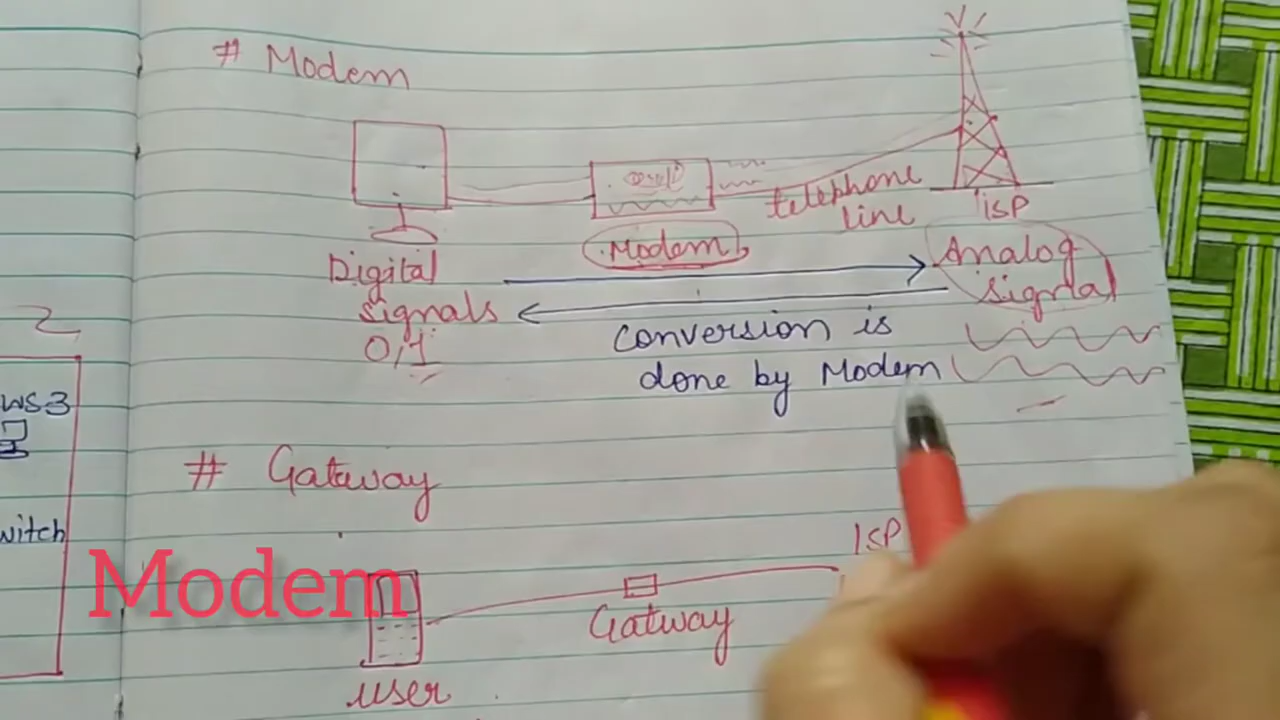 # Modem
telephone
line
ISP
Modem
Digital
signals
0,1
Analog
signal
conversion is
done by Modem
2
WS3
witch
# Gatway
ISP
Gatway
user
Modem